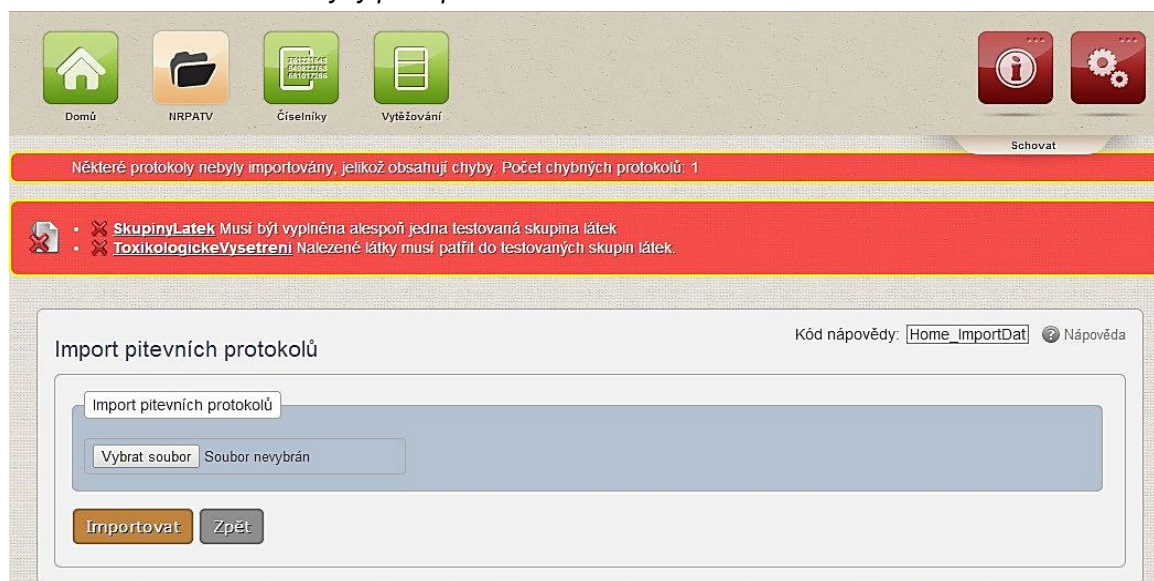 Domů
NRPATV
Číselníky
Vytěžování
Schovat
Některé protokoly nebyly importovány, jelikož obsahují chyby. Počet chybných protokolů: 1
SkupinyLatek Musí být vyplněna alespoň jedna testovaná skupina látek
ToxikologickeVysetreni Nalezené látky musí patřit do testovaných skupin látek.
Import pitevních protokolů
Kód nápovědy: Home_ImportDat Nápověda
Import pitevních protokolů
Vybrat soubor Soubor nevybrán
Importovat Zpět